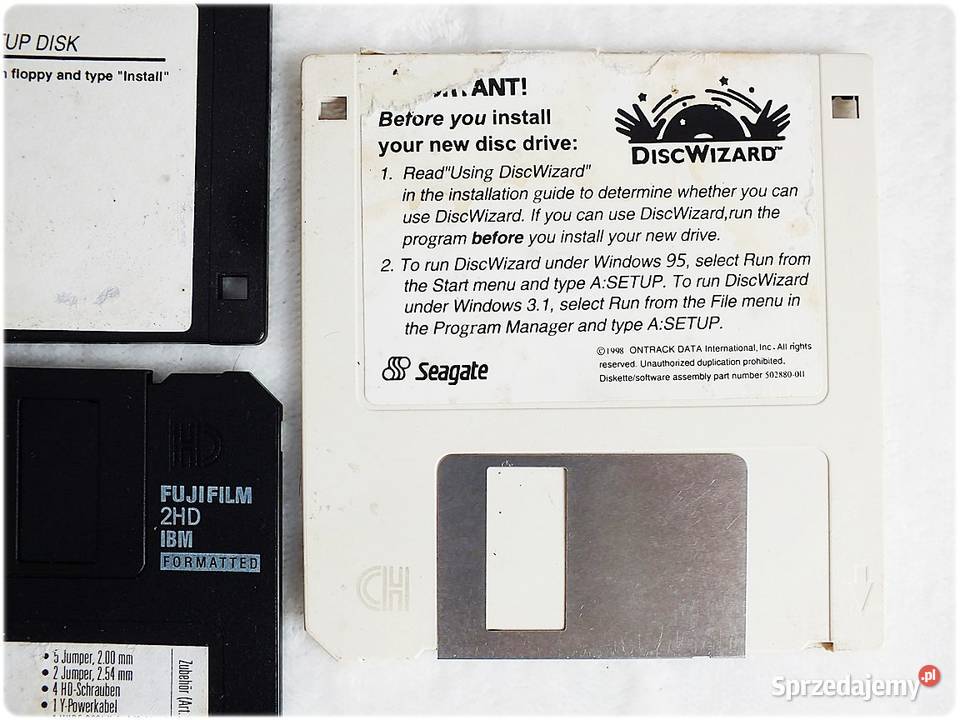 UP DISK
floppy and type "Install"
ANT!
Before you install
your new disc drive:
DISCWIZARD™
1. Read"Using DiscWizard"
in the installation guide to determine whether you can
use DiscWizard. If you can use DiscWizard,run the
program before you install your new drive.
2. To run DiscWizard under Windows 95, select Run from
the Start menu and type A:SETUP. To run DiscWizard
under Windows 3.1, select Run from the File menu in
the Program Manager and type A:SETUP.
Seagate
©1998 ONTRACK DATA International, Inc. All rights
reserved. Unauthorized duplication prohibited.
Diskette/software assembly part number 502880-011
HD
FUJIFILM
2HD
IBM
FORMATTED
• 5 Jumper, 2.00 mm
• 2 Jumper, 2.54 mm
• 4 HD-Schrauben
• 1 Y-Powerkabel
Zubehör (Art.
Sprzedajemy.pl